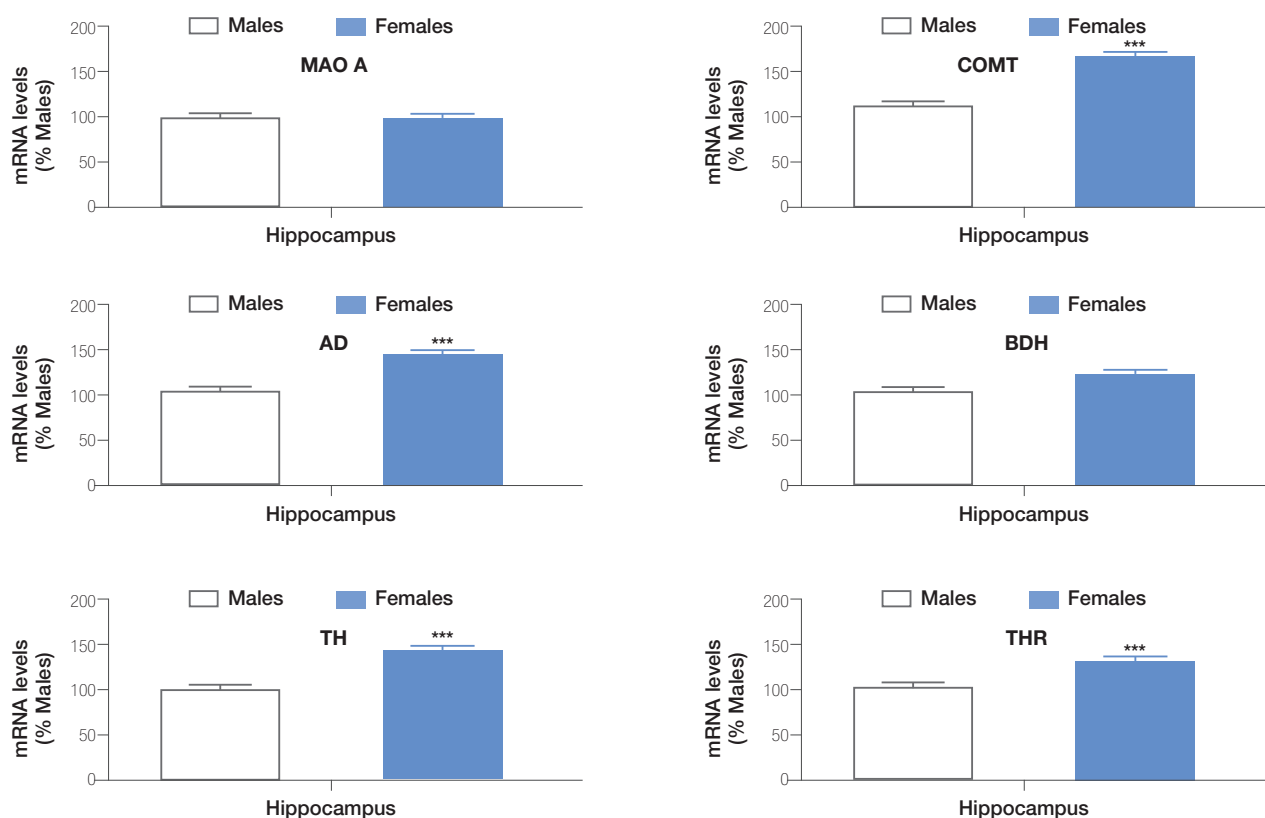 Males Females
MAO A
mRNA levels
(% Males)
200
150
100
50
0
Hippocampus
Males Females
COMT
***
mRNA levels
(% Males)
200
150
100
50
0
Hippocampus
Males Females
AD
***
mRNA levels
(% Males)
200
150
100
50
0
Hippocampus
Males Females
BDH
mRNA levels
(% Males)
200
150
100
50
0
Hippocampus
Males Females
TH
***
mRNA levels
(% Males)
200
150
100
50
0
Hippocampus
Males Females
THR
***
mRNA levels
(% Males)
200
150
100
50
0
Hippocampus